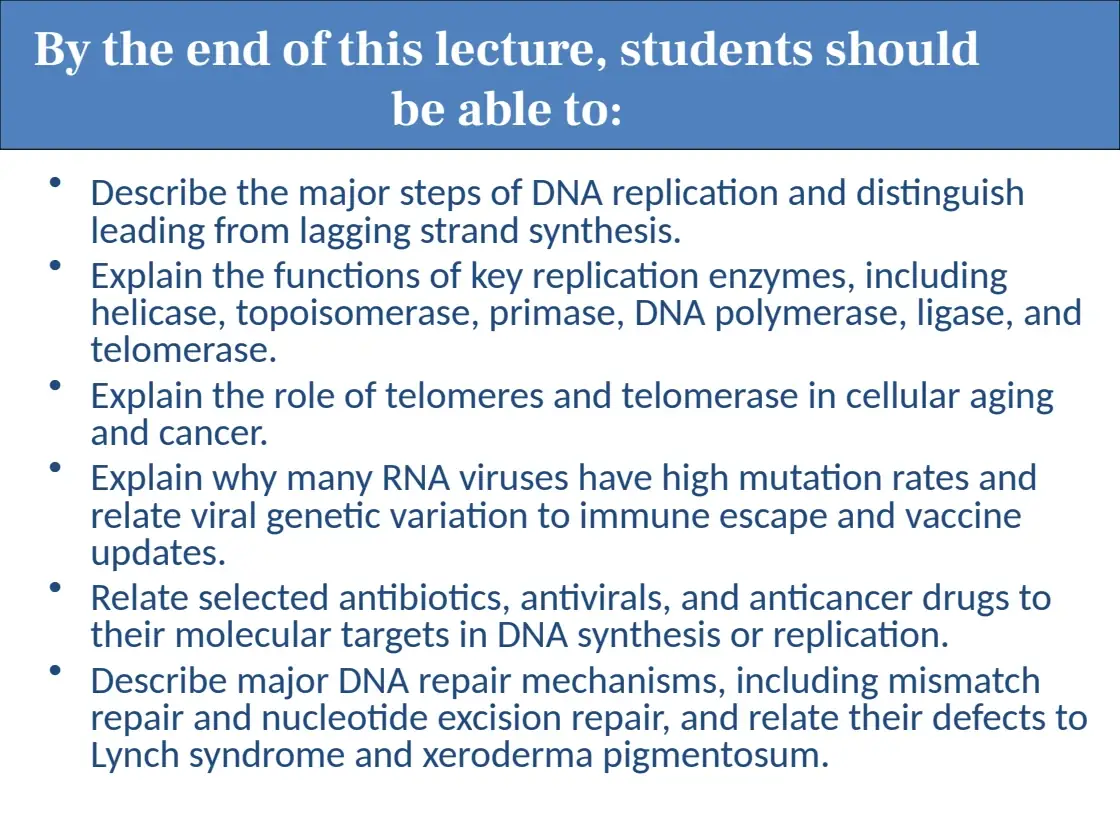 By the end of this lecture, students should
be able to:
• Describe the major steps of DNA replication and distinguish
leading from lagging strand synthesis.
• Explain the functions of key replication enzymes, including
helicase, topoisomerase, primase, DNA polymerase, ligase, and
telomerase.
• Explain the role of telomeres and telomerase in cellular aging
and cancer.
• Explain why many RNA viruses have high mutation rates and
relate viral genetic variation to immune escape and vaccine
updates.
• Relate selected antibiotics, antivirals, and anticancer drugs to
their molecular targets in DNA synthesis or replication.
• Describe major DNA repair mechanisms, including mismatch
repair and nucleotide excision repair, and relate their defects to
Lynch syndrome and xeroderma pigmentosum.